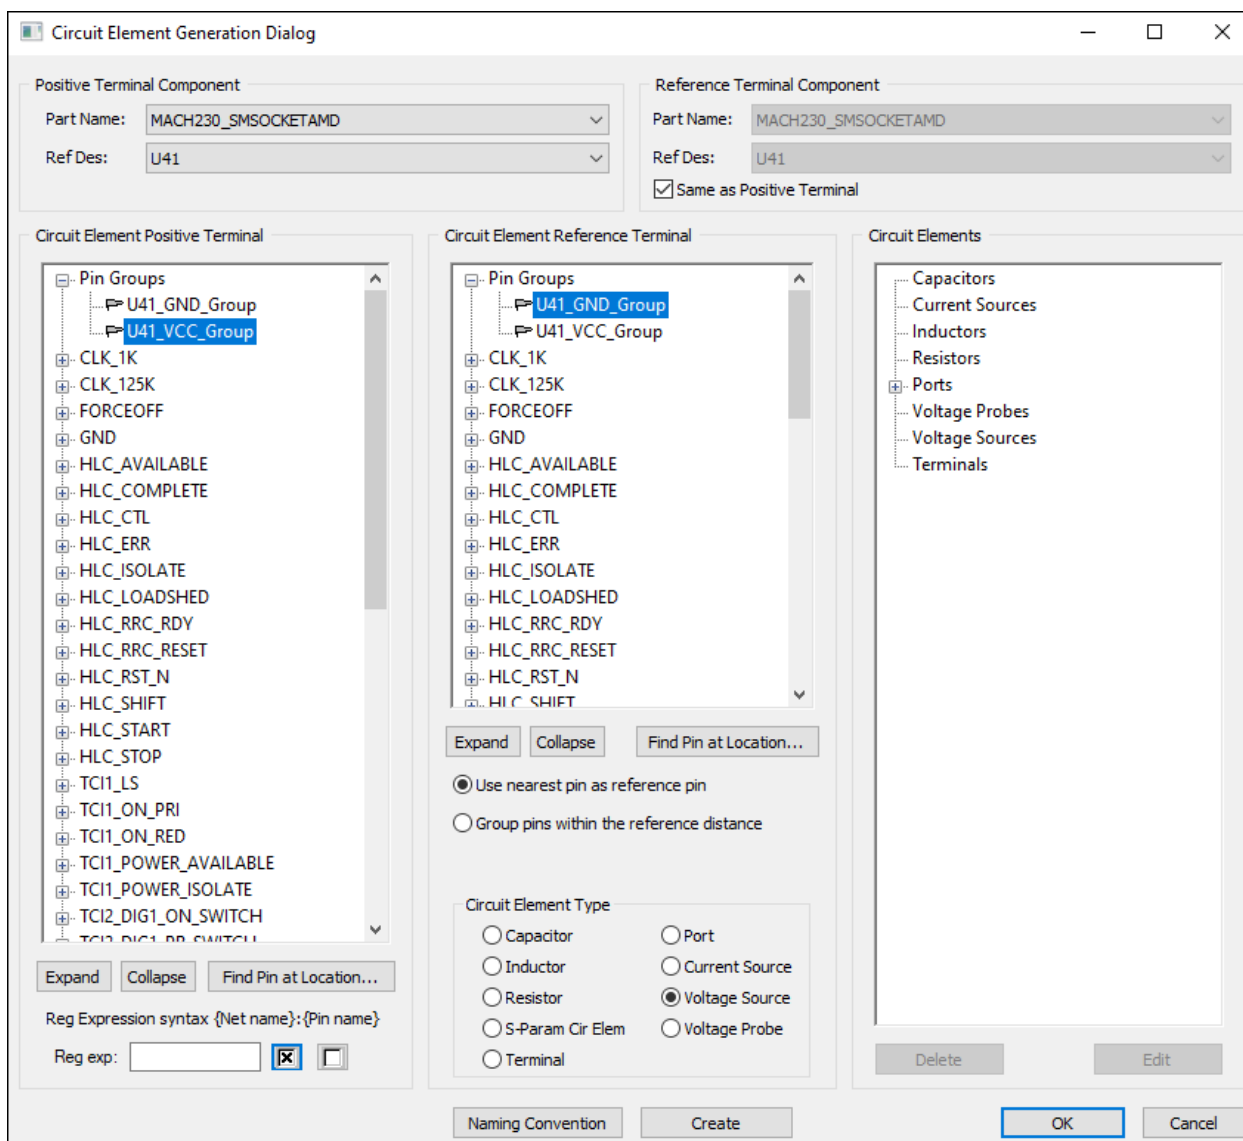 Circuit Element Generation Dialog
Positive Terminal Component
Part Name: MACH230_SMSOCKETAMD
Ref Des: U41
Reference Terminal Component
Part Name: MACH230_SMSOCKETAMD
Ref Des: U41
Same as Positive Terminal
Circuit Element Positive Terminal
Pin Groups
U41_GND_Group
U41_VCC_Group
CLK_1K
CLK_125K
FORCEOFF
GND
HLC_AVAILABLE
HLC_COMPLETE
HLC_CTL
HLC_ERR
HLC_ISOLATE
HLC_LOADSHED
HLC_RRC_RDY
HLC_RRC_RESET
HLC_RST_N
HLC_SHIFT
HLC_START
HLC_STOP
TCI1_LS
TCI1_ON_PRI
TCI1_ON_RED
TCI1_POWER_AVAILABLE
TCI1_POWER_ISOLATE
TCI2_DIG1_ON_SWITCH
TCI2_DIG1_PB_SWITCH
Expand Collapse Find Pin at Location...
Reg Expression syntax {Net name}:{Pin name}
Reg exp:
Circuit Element Reference Terminal
Pin Groups
U41_GND_Group
U41_VCC_Group
CLK_1K
CLK_125K
FORCEOFF
GND
HLC_AVAILABLE
HLC_COMPLETE
HLC_CTL
HLC_ERR
HLC_ISOLATE
HLC_LOADSHED
HLC_RRC_RDY
HLC_RRC_RESET
HLC_RST_N
HLC_SHIFT
Expand Collapse Find Pin at Location...
Use nearest pin as reference pin
Group pins within the reference distance
Circuit Element Type
Capacitor Port
Inductor Current Source
Resistor Voltage Source
S-Param Cir Elem Voltage Probe
Terminal
Circuit Elements
Capacitors
Current Sources
Inductors
Resistors
Ports
Voltage Probes
Voltage Sources
Terminals
Delete Edit
Naming Convention Create OK Cancel